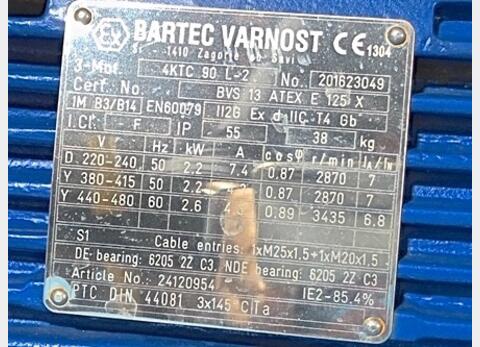 Ex BARTEC VARNOST CE 1304
SI - 1410 Zagorje ob Savi
3-Mot. 4KTC 90 L-2 No. 201623049
Cert. No. BVS 13 ATEX E 125 X
IM B3/B14 EN60079 II2G Ex d IIC T4 Gb
I.Cl. F IP 55 38 kg
V Hz kW A cosφ r/min IA/IN
D 220-240 50 2.2 7.4 0.87 2870 7
Y 380-415 50 2.2 0.87 2870 7
Y 440-480 60 2.6 0.89 3435 6.8
S1 Cable entries: 1xM25x1,5+1xM20x1,5
DE bearing: 6205 2Z C3, NDE bearing: 6205 2Z C3
Article No.: 24120954 IE2-85.4%
PTC DIN 44081 3x145°C/Ta